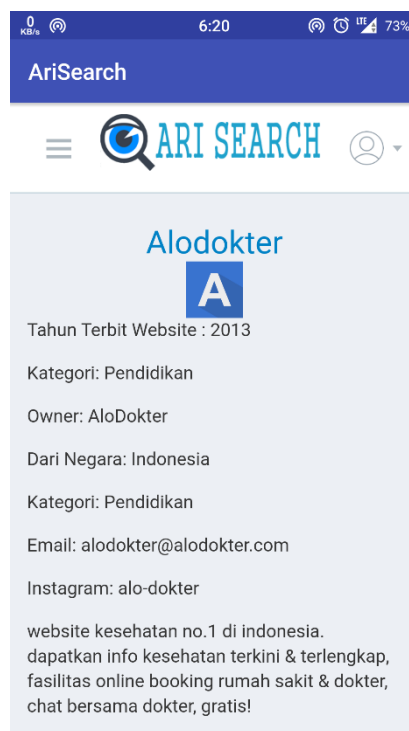 0
KB/s
6:20
LTE
73%
AriSearch
ARI SEARCH
Alodokter
A
Tahun Terbit Website : 2013
Kategori: Pendidikan
Owner: AloDokter
Dari Negara: Indonesia
Kategori: Pendidikan
Email: alodokter@alodokter.com
Instagram: alo-dokter
website kesehatan no.1 di indonesia.
dapatkan info kesehatan terkini & terlengkap,
fasilitas online booking rumah sakit & dokter,
chat bersama dokter, gratis!